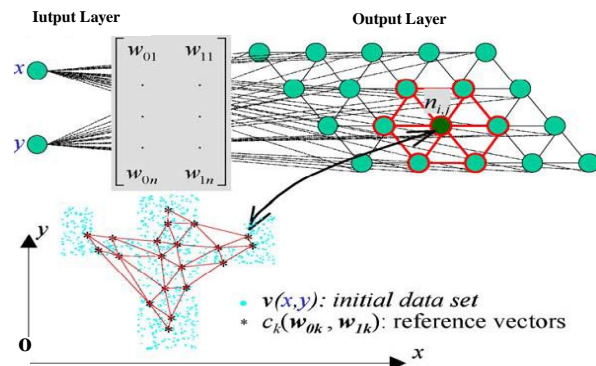 Iutput Layer
Output Layer
x
w01 w11
. .
. .
. .
w0n w1n
y
ni,j
y
v(x,y): initial data set
* ck(w0k , w1k): reference vectors
o
x